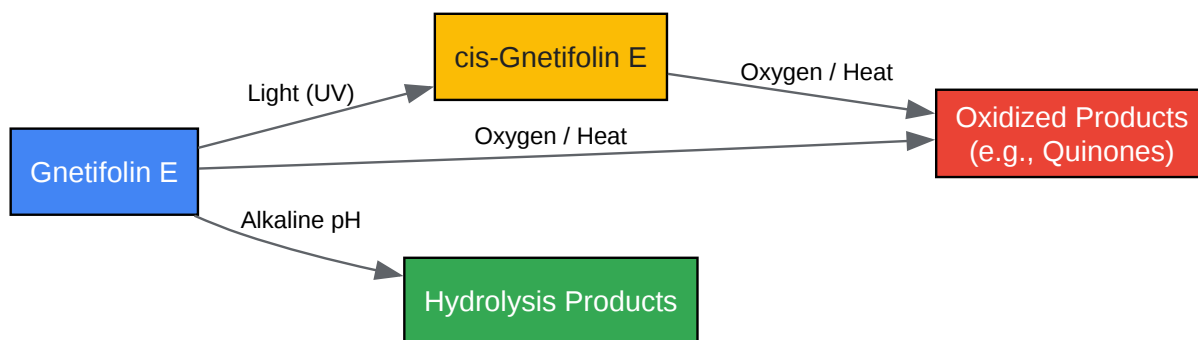 cis-Gnetifolin E
Light (UV)
Oxygen / Heat
Oxidized Products
(e.g., Quinones)
Oxygen / Heat
Gnetifolin E
Alkaline pH
Hydrolysis Products